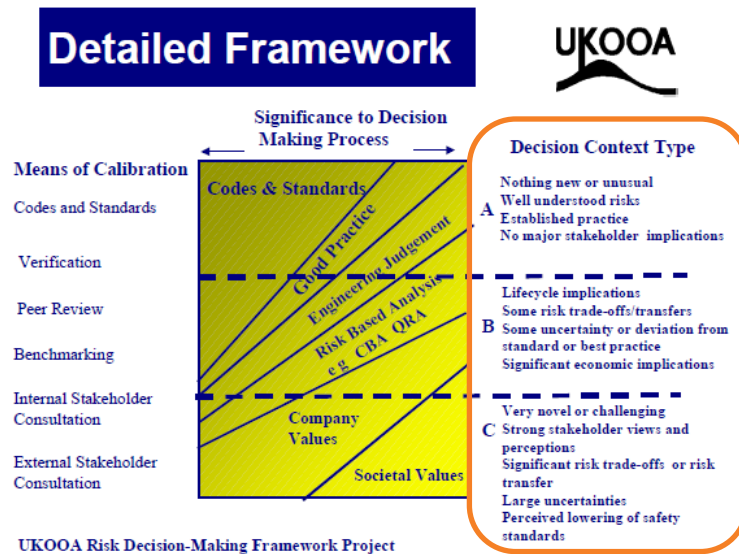 Detailed Framework
UKOOA
Significance to Decision
Making Process
Means of Calibration
Codes and Standards
Verification
Peer Review
Benchmarking
Internal Stakeholder
Consultation
External Stakeholder
Consultation
Codes & Standards
Good Practice
Engineering Judgement
Risk Based Analysis
e g CBA QRA
Company
Values
Societal Values
Decision Context Type
A
Nothing new or unusual
Well understood risks
Established practice
No major stakeholder implications
B
Lifecycle implications
Some risk trade-offs/transfers
Some uncertainty or deviation from
standard or best practice
Significant economic implications
C
Very novel or challenging
Strong stakeholder views and
perceptions
Significant risk trade-offs or risk
transfer
Large uncertainties
Perceived lowering of safety
standards
UKOOA Risk Decision-Making Framework Project